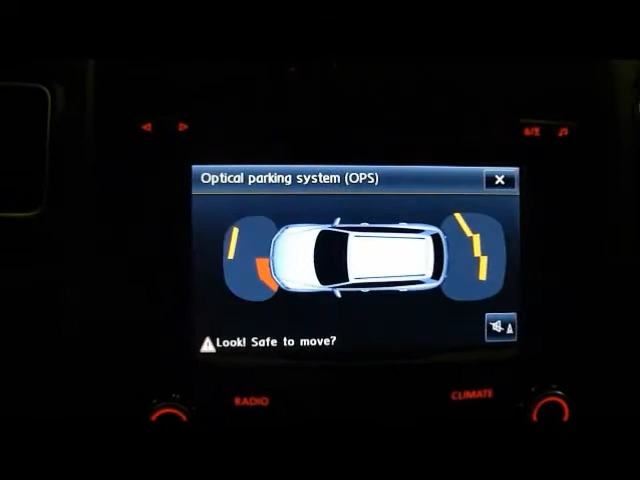 Optical parking system (OPS)
Look! Safe to move?
RADIO
CLIMATE